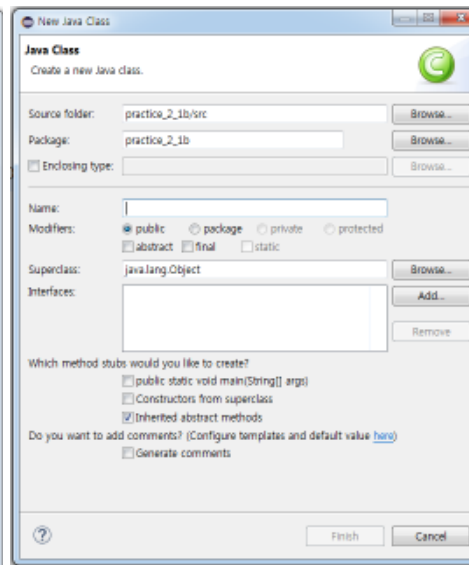 New Java Class
Java Class
Create a new Java class.
Source folder: practice_2_1b/src Browse...
Package: practice_2_1b Browse...
Enclosing type: Browse...
Name:
Modifiers: public package private protected
abstract final static
Superclass: java.lang.Object Browse...
Interfaces: Add...
Remove
Which method stubs would you like to create?
public static void main(String[] args)
Constructors from superclass
Inherited abstract methods
Do you want to add comments? (Configure templates and default value here)
Generate comments
? Finish Cancel